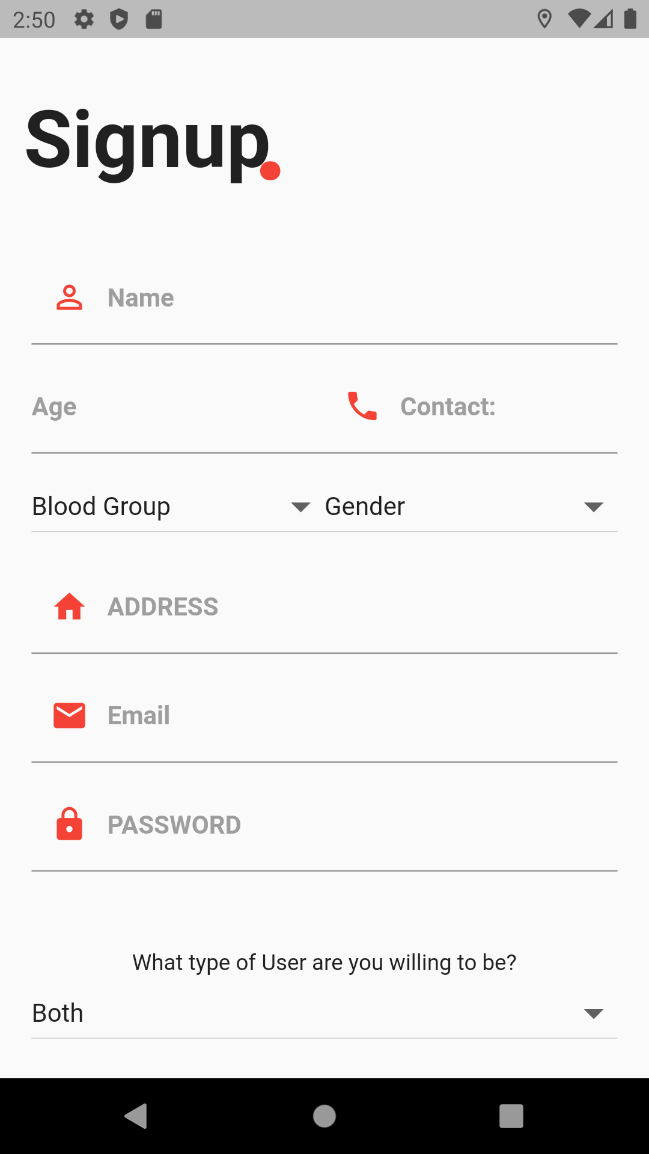 2:50
Signup.
Name
Age Contact:
Blood Group Gender
ADDRESS
Email
PASSWORD
What type of User are you willing to be?
Both